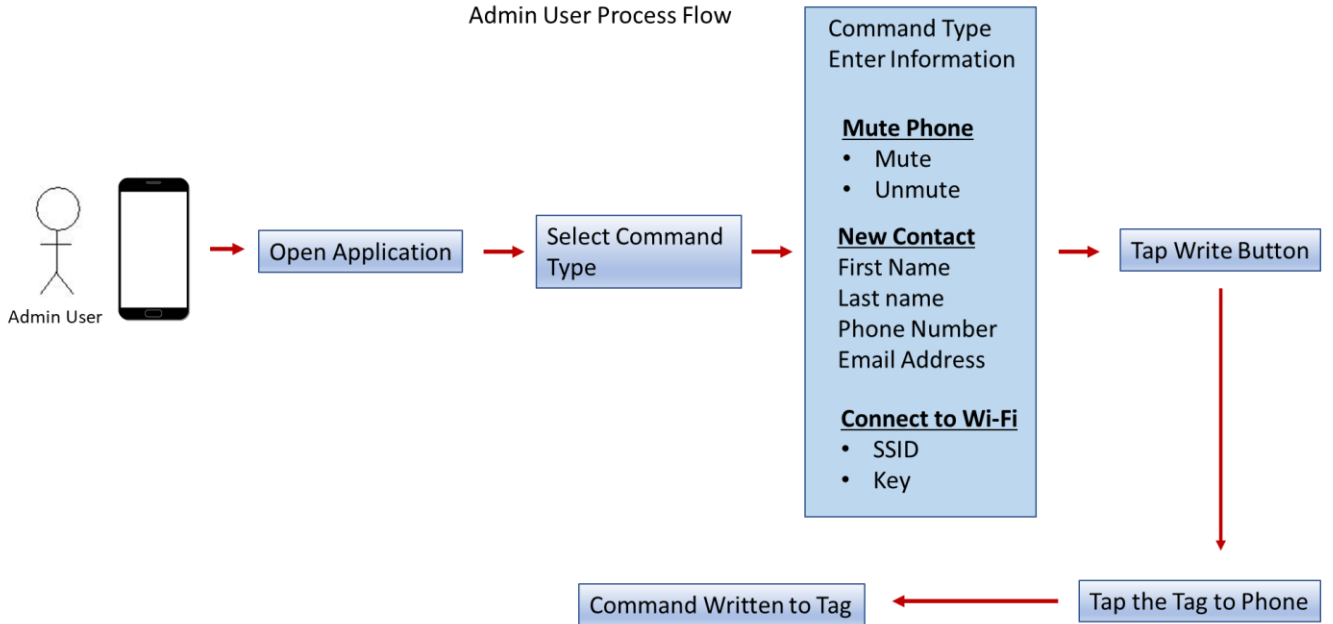 Admin User Process Flow
Admin User
Open Application
Select Command
Type
Command Type
Enter Information
Mute Phone
• Mute
• Unmute
New Contact
First Name
Last name
Phone Number
Email Address
Connect to Wi-Fi
• SSID
• Key
Tap Write Button
Tap the Tag to Phone
Command Written to Tag